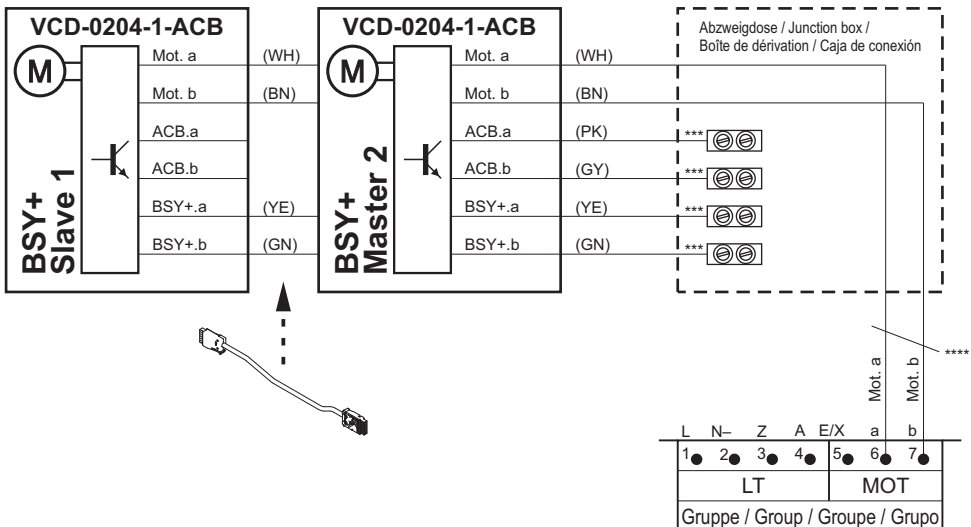 VCD-0204-1-ACB
M
BSY+
Slave 1
Mot. a
Mot. b
ACB.a
ACB.b
BSY+.a
BSY+.b
(WH)
(BN)
(YE)
(GN)
VCD-0204-1-ACB
M
BSY+
Master 2
Mot. a
Mot. b
ACB.a
ACB.b
BSY+.a
BSY+.b
(WH)
(BN)
(PK)
(GY)
(YE)
(GN)
Abzweigdose / Junction box /
Boîte de dérivation / Caja de conexión
***
***
***
***
****
Mot. a
Mot. b
L N– Z A E/X a b
1 2 3 4 5 6 7
LT MOT
Gruppe / Group / Groupe / Grupo